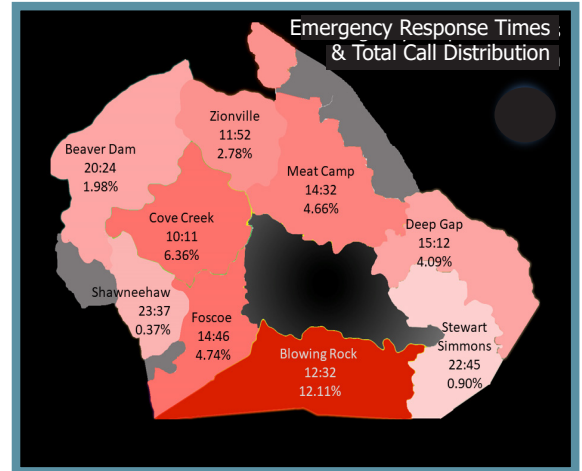 Emergency Response Times
& Total Call Distribution
Zionville
11:52
2.78%
Beaver Dam
20:24
1.98%
Meat Camp
14:32
4.66%
Cove Creek
10:11
6.36%
Deep Gap
15:12
4.09%
Shawneehaw
23:37
0.37%
Foscoe
14:46
4.74%
Stewart
Simmons
22:45
0.90%
Blowing Rock
12:32
12.11%